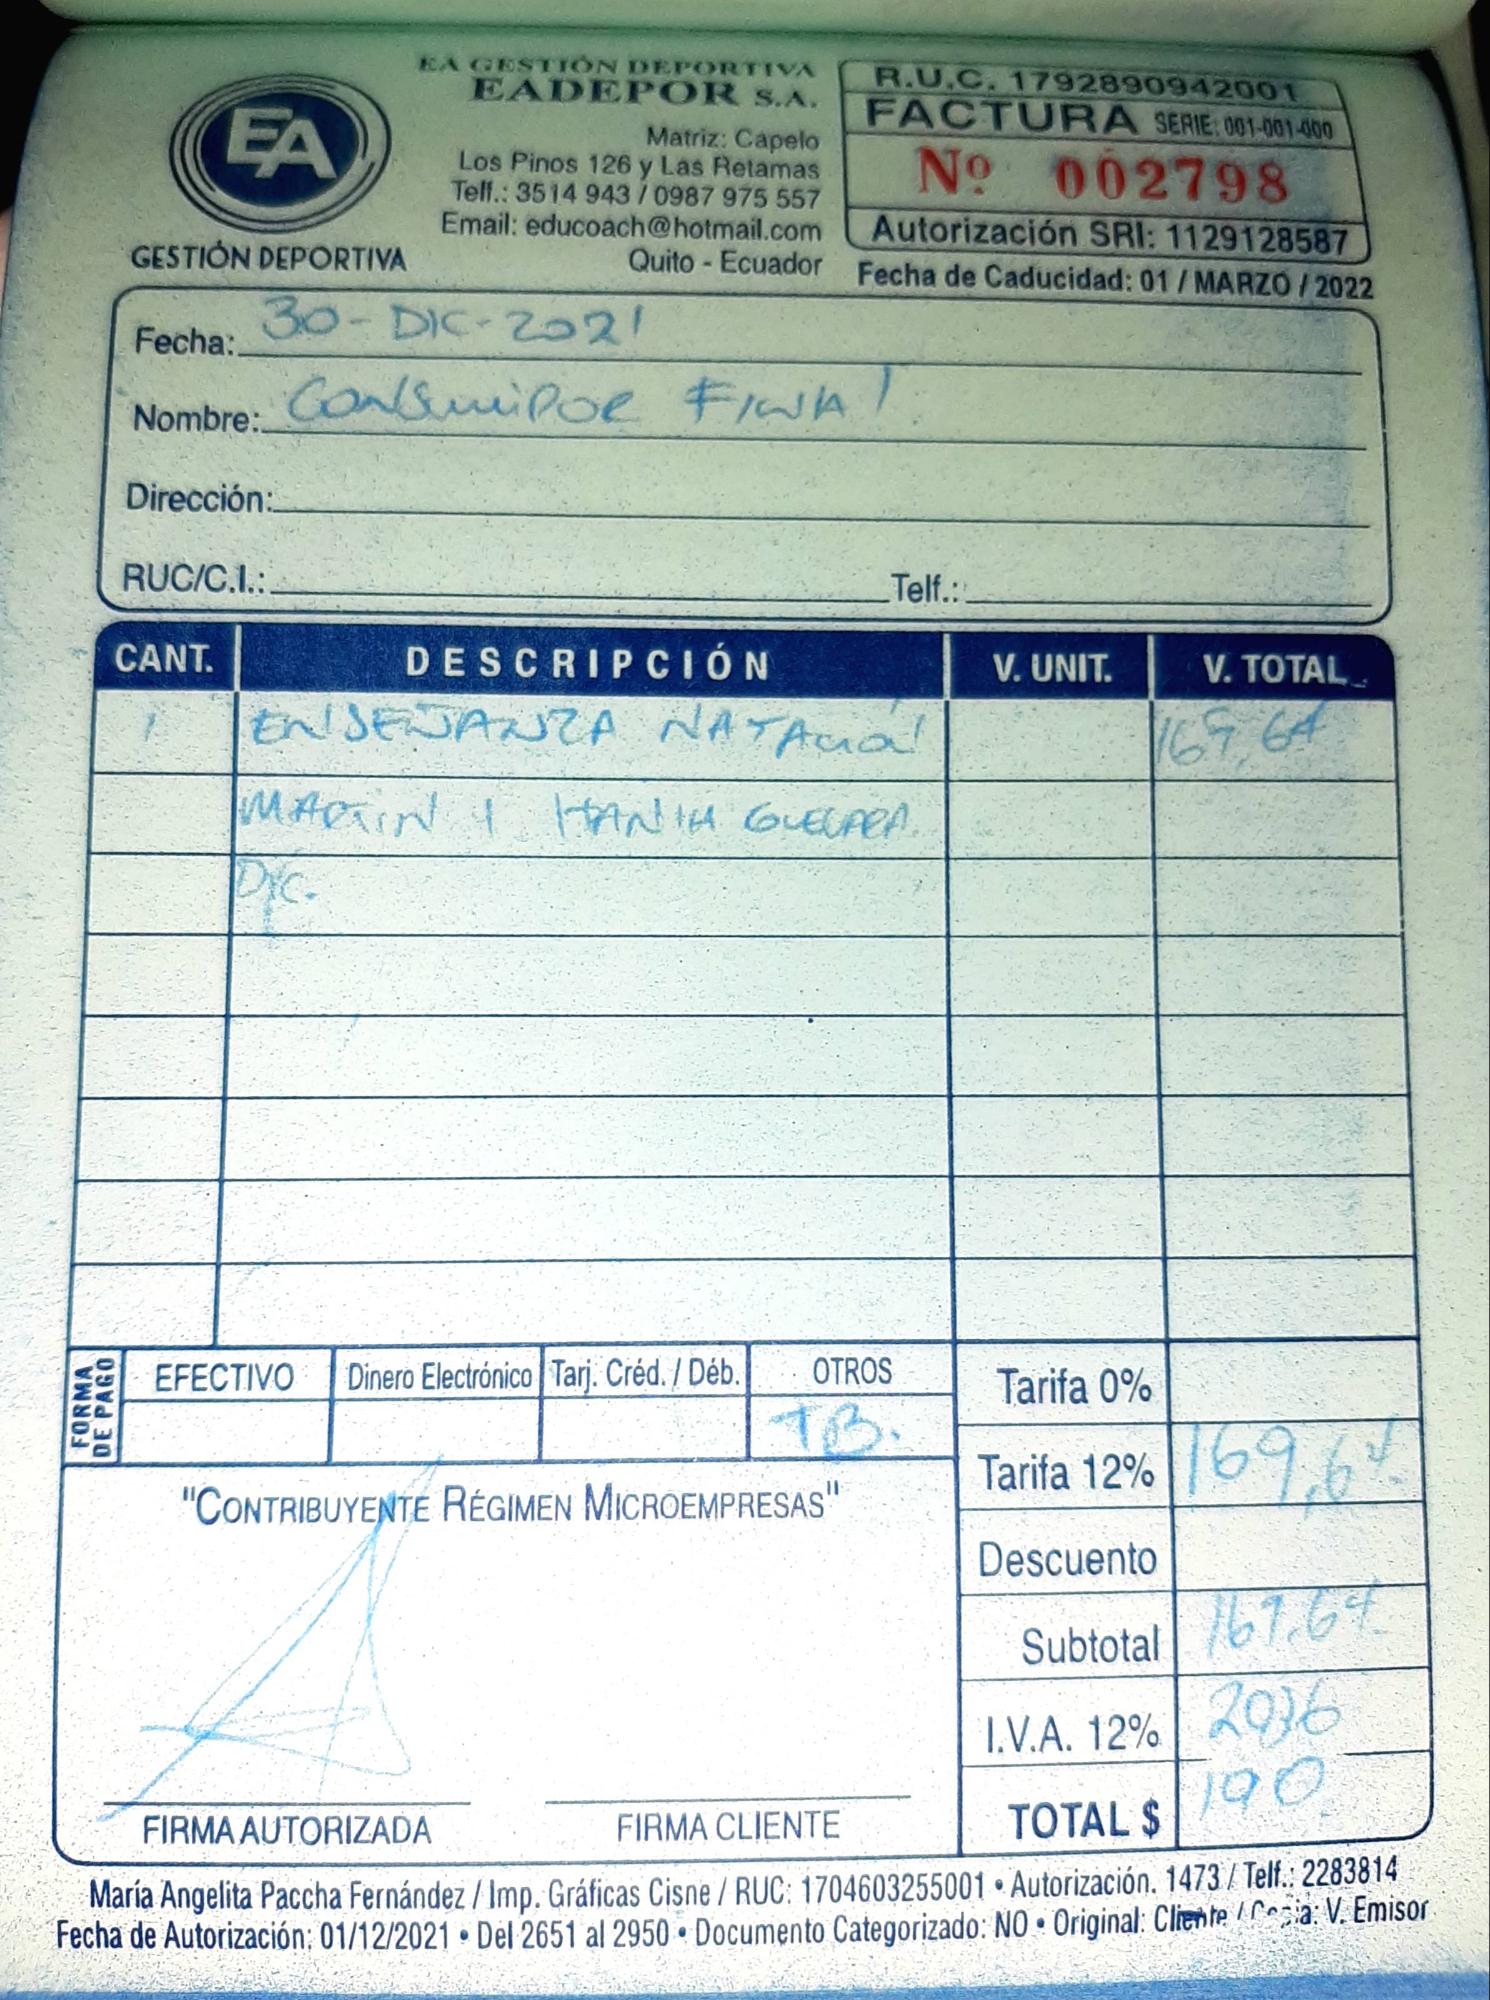 EA GESTIÓN DEPORTIVA
EADEPOR S.A.
EA
GESTIÓN DEPORTIVA
Matriz: Capelo
Los Pinos 126 y Las Retamas
Telf.: 3514 943 / 0987 975 557
Email: educoach@hotmail.com
Quito - Ecuador
R.U.C. 1792890942001
FACTURA SERIE: 001-001-000
Nº 002798
Autorización SRI: 1129128587
Fecha de Caducidad: 01 / MARZO / 2022
Fecha: 30-DIC-2021
Nombre: CONSUMIDOR FINAL
Dirección:
RUC/C.I.: Telf.:
CANT. DESCRIPCIÓN V. UNIT. V. TOTAL
1 ENSEÑANZA NATACIÓN 169,64
MARTIN Y HANIA GUEVARA
DIC.
FORMA DE PAGO
EFECTIVO Dinero Electrónico Tarj. Créd. / Déb. OTROS
TB.
Tarifa 0%
Tarifa 12% 169,64
Descuento
Subtotal 169,64
I.V.A. 12% 2036
TOTAL $ 190
"CONTRIBUYENTE RÉGIMEN MICROEMPRESAS"
FIRMA AUTORIZADA FIRMA CLIENTE
María Angelita Paccha Fernández / Imp. Gráficas Cisne / RUC: 1704603255001 • Autorización. 1473 / Telf.: 2283814
Fecha de Autorización: 01/12/2021 • Del 2651 al 2950 • Documento Categorizado: NO • Original: Cliente / Copia: V. Emisor